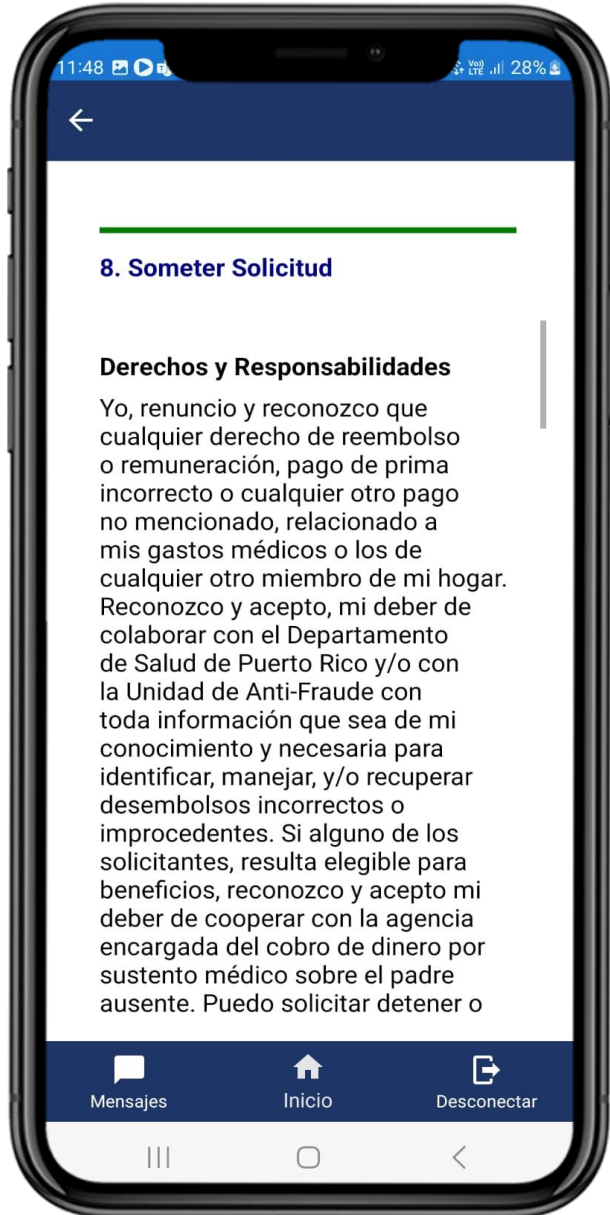 11:48
Vo)) LTE 28%
8. Someter Solicitud
Derechos y Responsabilidades
Yo, renuncio y reconozco que
cualquier derecho de reembolso
o remuneración, pago de prima
incorrecto o cualquier otro pago
no mencionado, relacionado a
mis gastos médicos o los de
cualquier otro miembro de mi hogar.
Reconozco y acepto, mi deber de
colaborar con el Departamento
de Salud de Puerto Rico y/o con
la Unidad de Anti-Fraude con
toda información que sea de mi
conocimiento y necesaria para
identificar, manejar, y/o recuperar
desembolsos incorrectos o
improcedentes. Si alguno de los
solicitantes, resulta elegible para
beneficios, reconozco y acepto mi
deber de cooperar con la agencia
encargada del cobro de dinero por
sustento médico sobre el padre
ausente. Puedo solicitar detener o
Mensajes
Inicio
Desconectar